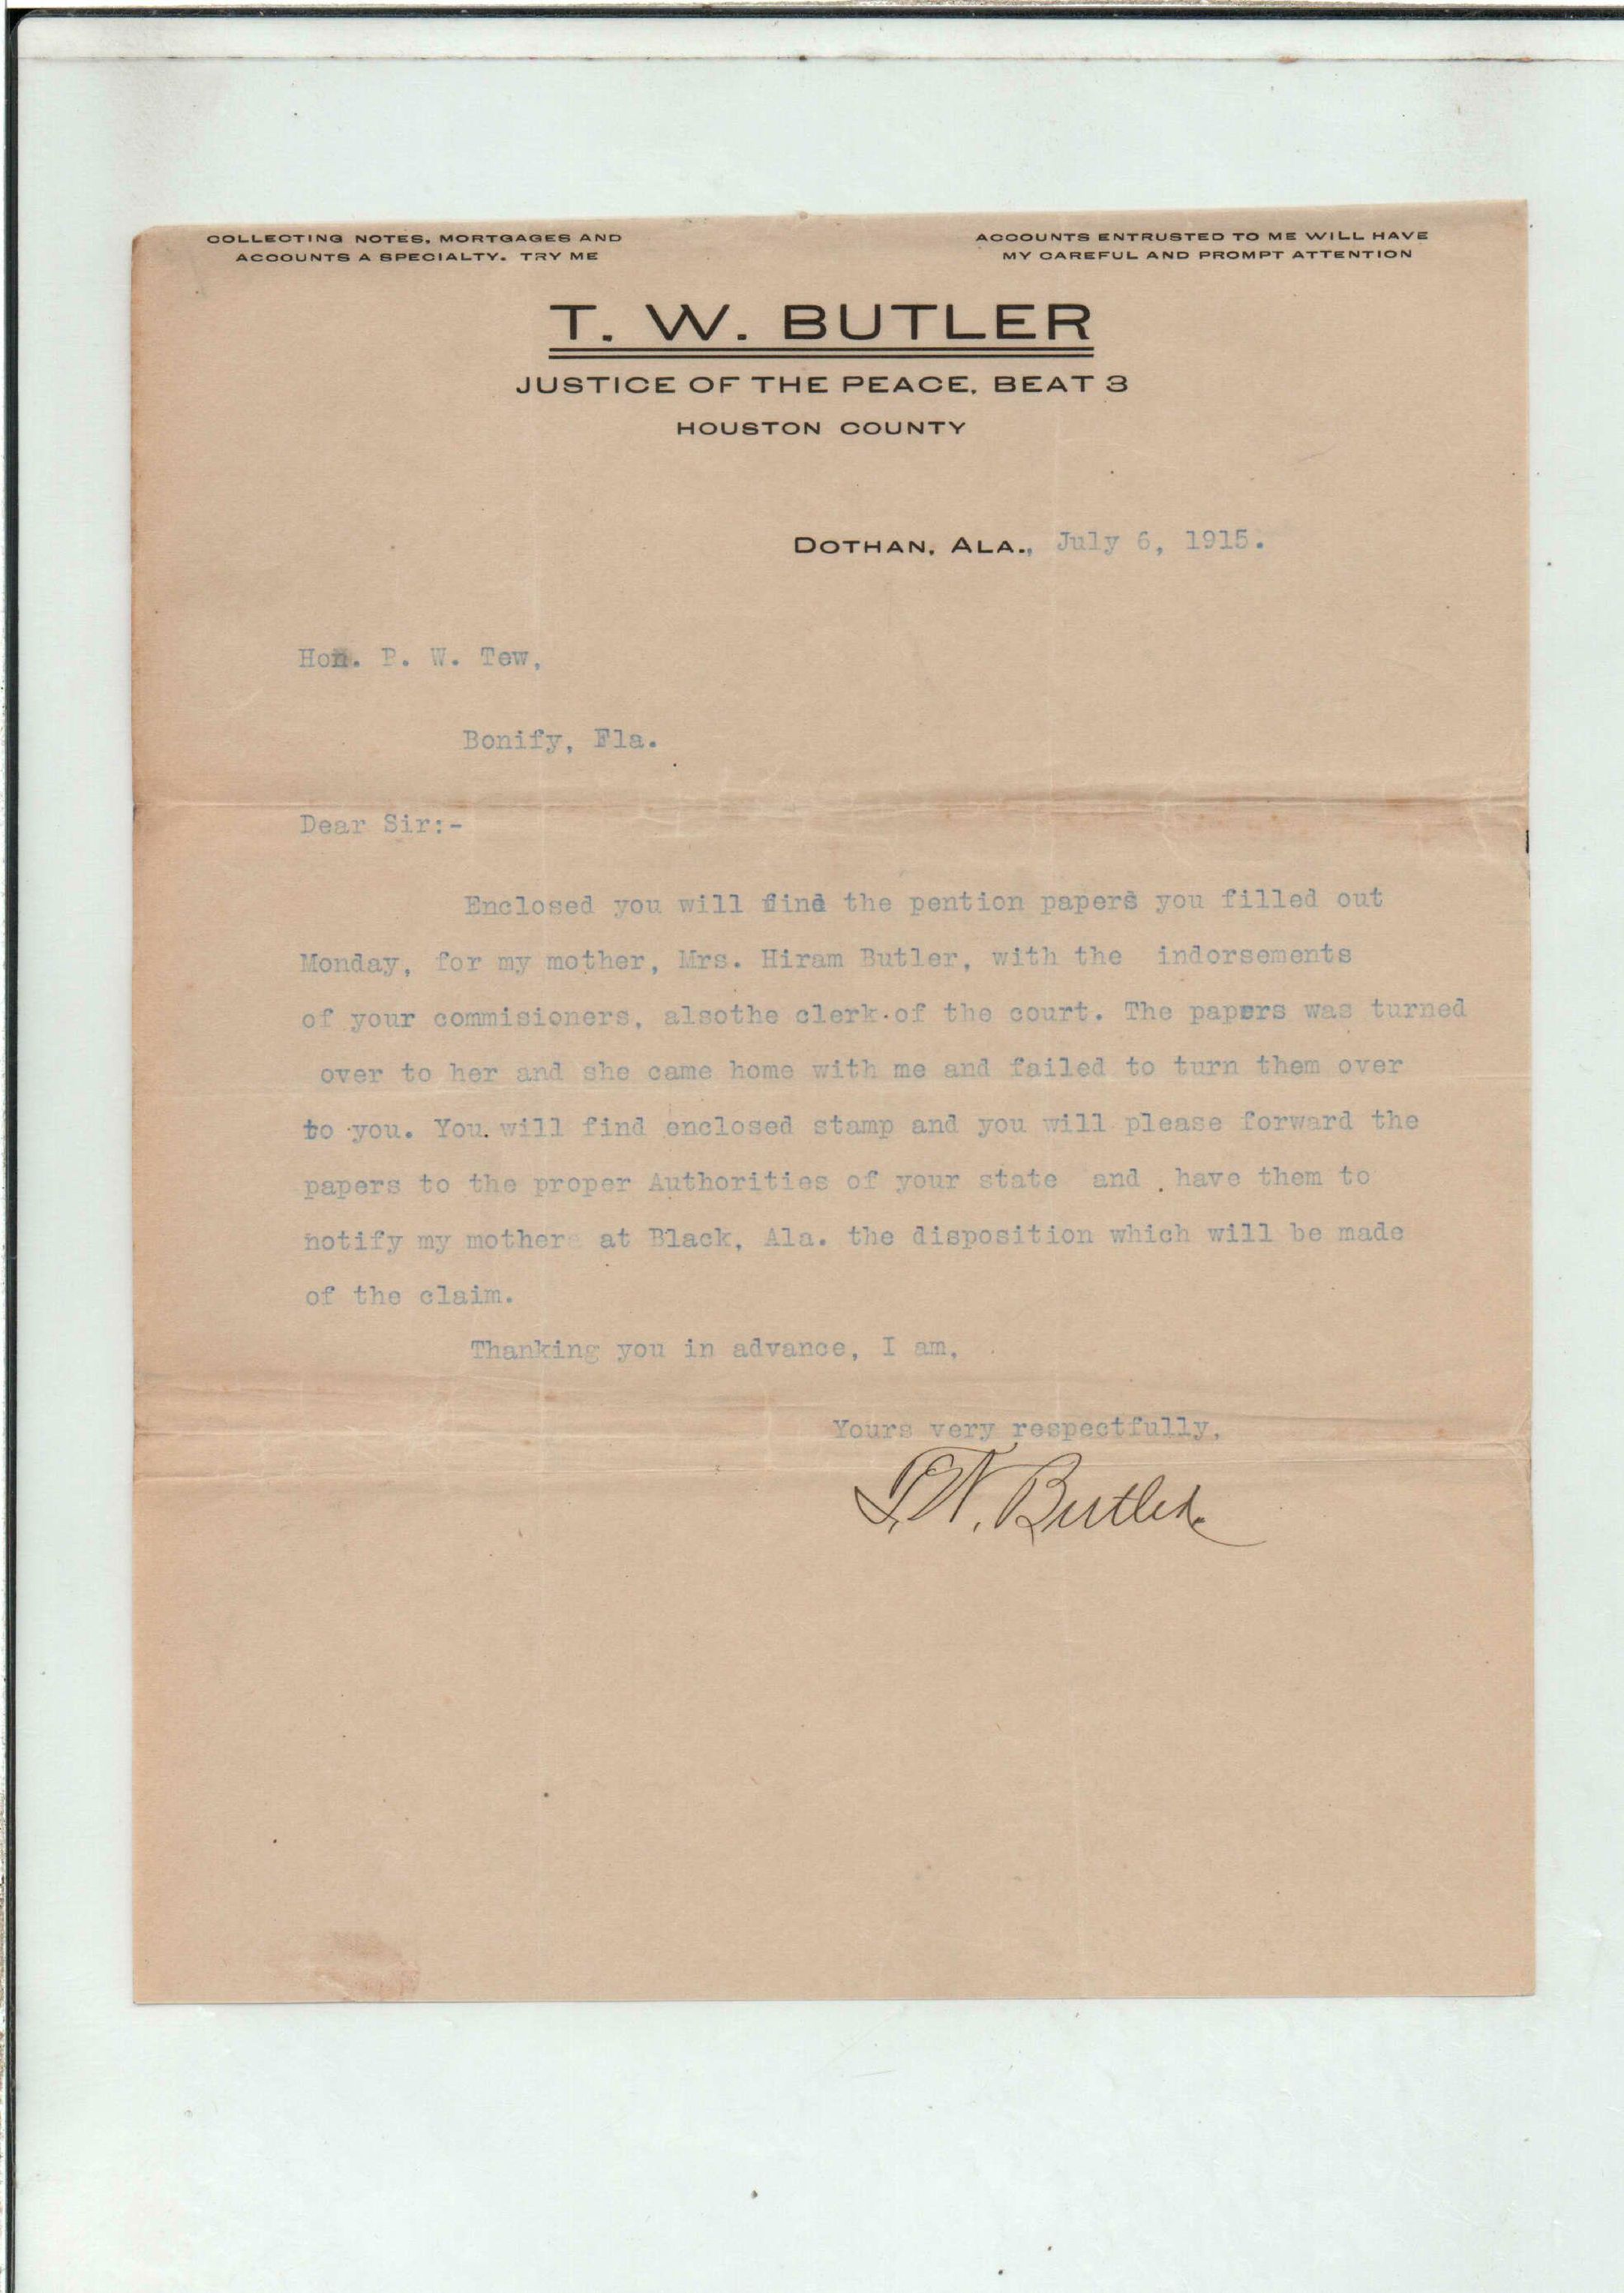 COLLECTING NOTES, MORTGAGES AND
ACCOUNTS A SPECIALTY. TRY ME
ACCOUNTS ENTRUSTED TO ME WILL HAVE
MY CAREFUL AND PROMPT ATTENTION
T. W. BUTLER
JUSTICE OF THE PEACE, BEAT 3
HOUSTON COUNTY
DOTHAN, ALA., July 6, 1915.
Hon. P. W. Tew,
Bonify, Fla.
Dear Sir:-
Enclosed you will find the pention papers you filled out
Monday, for my mother, Mrs. Hiram Butler, with the indorsements
of your commisioners, alsothe clerk of the court. The papers was turned
over to her and she came home with me and failed to turn them over
to you. You will find enclosed stamp and you will please forward the
papers to the proper Authorities of your state and have them to
notify my mother at Black, Ala. the disposition which will be made
of the claim.
Thanking you in advance, I am,
Yours very respectfully,
T.W. Butler.